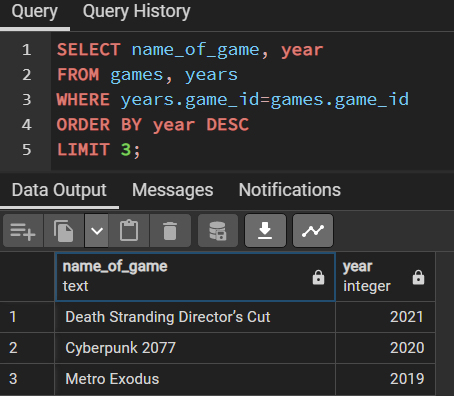 Query Query History
1 SELECT name_of_game, year
2 FROM games, years
3 WHERE years.game_id=games.game_id
4 ORDER BY year DESC
5 LIMIT 3;
Data Output Messages Notifications
name_of_game year
text integer
1 Death Stranding Director’s Cut 2021
2 Cyberpunk 2077 2020
3 Metro Exodus 2019